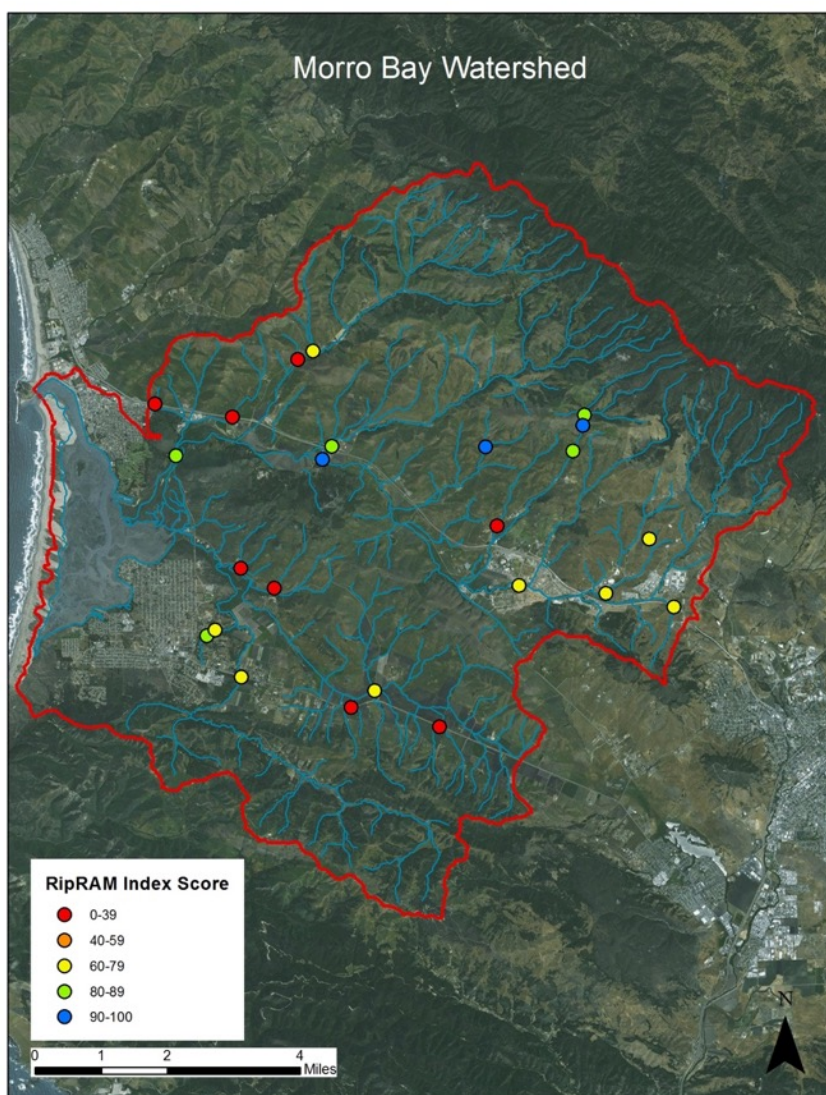 Morro Bay Watershed
RipRAM Index Score
0-39
40-59
60-79
80-89
90-100
N
0 1 2 4
Miles